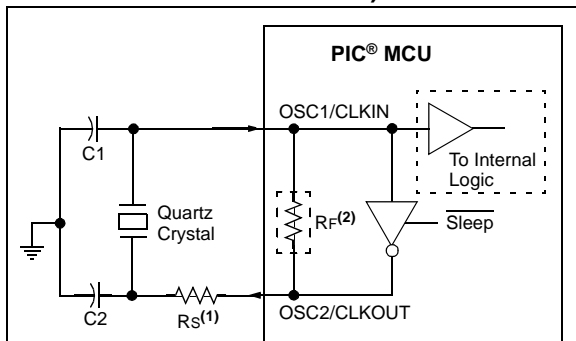 PIC® MCU
OSC1/CLKIN
C1
To Internal
Logic
Quartz
Crystal
RF(2)
Sleep
C2
RS(1)
OSC2/CLKOUT